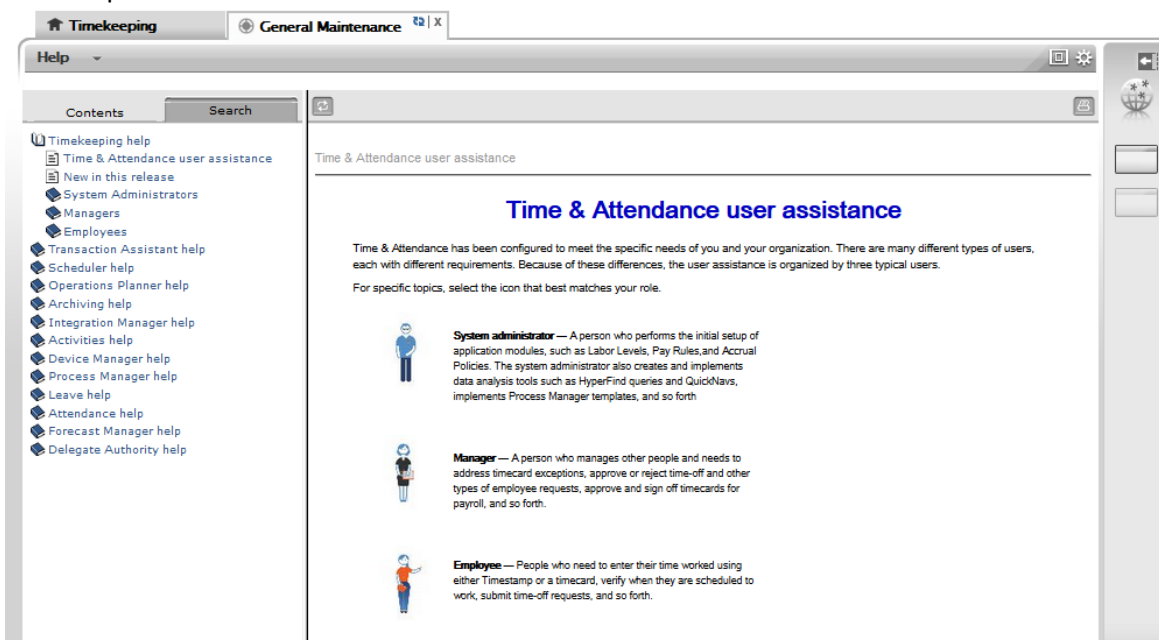 Timekeeping
General Maintenance
X
Help
Contents
Search
Timekeeping help
Time & Attendance user assistance
New in this release
System Administrators
Managers
Employees
Transaction Assistant help
Scheduler help
Operations Planner help
Archiving help
Integration Manager help
Activities help
Device Manager help
Process Manager help
Leave help
Attendance help
Forecast Manager help
Delegate Authority help
Time & Attendance user assistance
Time & Attendance user assistance
Time & Attendance has been configured to meet the specific needs of you and your organization. There are many different types of users,
each with different requirements. Because of these differences, the user assistance is organized by three typical users.
For specific topics, select the icon that best matches your role.
System administrator — A person who performs the initial setup of
application modules, such as Labor Levels, Pay Rules,and Accrual
Policies. The system administrator also creates and implements
data analysis tools such as HyperFind queries and QuickNavs,
implements Process Manager templates, and so forth
Manager — A person who manages other people and needs to
address timecard exceptions, approve or reject time-off and other
types of employee requests, approve and sign off timecards for
payroll, and so forth.
Employee — People who need to enter their time worked using
either Timestamp or a timecard, verify when they are scheduled to
work, submit time-off requests, and so forth.